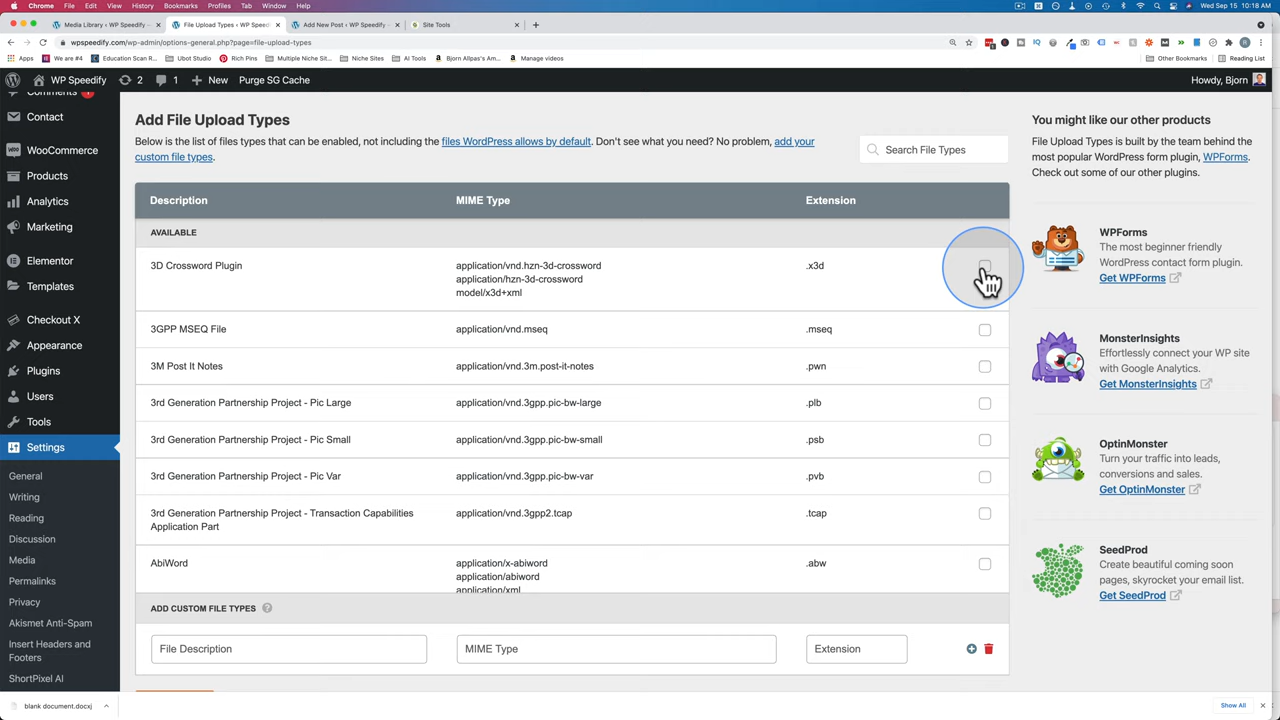 Chrome File Edit View History Bookmarks Profiles Tab Window Help
Wed Sep 15 10:18 AM
Media Library ‹ WP Speedify —
File Upload Types ‹ WP Speedi
Add New Post ‹ WP Speedify —
Site Tools
wpspeedify.com/wp-admin/options-general.php?page=file-upload-types
Apps
We are #4
Education Scan R...
Ubot Studio
Rich Pins
Multiple Niche Sit...
Niche Sites
AI Tools
Bjorn Allpas's Am...
Manage videos
Other Bookmarks
Reading List
WP Speedify
2
1
New
Purge SG Cache
Howdy, Bjorn
Comments
Contact
WooCommerce
Products
Analytics
Marketing
Elementor
Templates
Checkout X
Appearance
Plugins
Users
Tools
Settings
General
Writing
Reading
Discussion
Media
Permalinks
Privacy
Akismet Anti-Spam
Insert Headers and
Footers
ShortPixel AI
Add File Upload Types
Below is the list of files types that can be enabled, not including the files WordPress allows by default. Don't see what you need? No problem, add your
custom file types.
Search File Types
Description MIME Type Extension
AVAILABLE
3D Crossword Plugin application/vnd.hzn-3d-crossword .x3d
application/hzn-3d-crossword
model/x3d+xml
3GPP MSEQ File application/vnd.mseq .mseq
3M Post It Notes application/vnd.3m.post-it-notes .pwn
3rd Generation Partnership Project - Pic Large application/vnd.3gpp.pic-bw-large .plb
3rd Generation Partnership Project - Pic Small application/vnd.3gpp.pic-bw-small .psb
3rd Generation Partnership Project - Pic Var application/vnd.3gpp.pic-bw-var .pvb
3rd Generation Partnership Project - Transaction Capabilities application/vnd.3gpp2.tcap .tcap
Application Part
AbiWord application/x-abiword .abw
application/abiword
application/xml
ADD CUSTOM FILE TYPES ?
File Description MIME Type Extension
You might like our other products
File Upload Types is built by the team behind the
most popular WordPress form plugin, WPForms.
Check out some of our other plugins.
WPForms
The most beginner friendly
WordPress contact form plugin.
Get WPForms
MonsterInsights
Effortlessly connect your WP site
with Google Analytics.
Get MonsterInsights
OptinMonster
Turn your traffic into leads,
conversions and sales.
Get OptinMonster
SeedProd
Create beautiful coming soon
pages, skyrocket your email list.
Get SeedProd
blank document.docxj
Show All